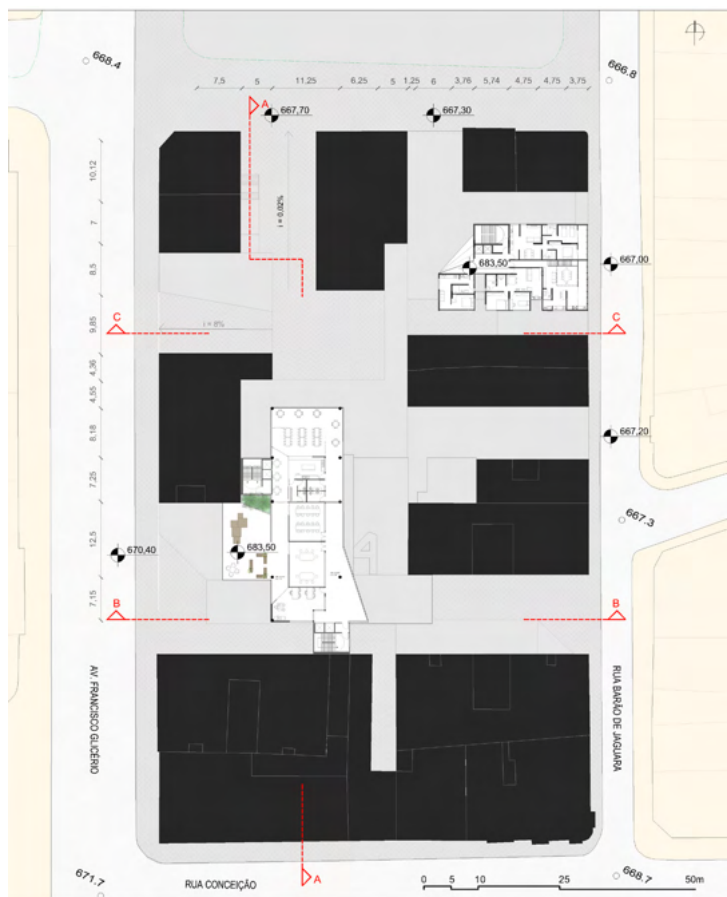 668.4
666.8
7,5 5 11.25 6.25 5 1.25 6 3,76 5,74 4,75 4,75 3,75
A
667,70
667,30
10,12
i = 0,02%
7
8.5
683,50
667,00
9,85
C
C
i = 8%
4,36
4,55
8,18
667,20
7,25
667.3
12,5
670,40
683,50
7,15
B
B
AV. FRANCISCO GLICÉRIO
RUA BARÃO DE JAGUARA
A
671.7
RUA CONCEIÇÃO
0 5 10 25 50m
668.7